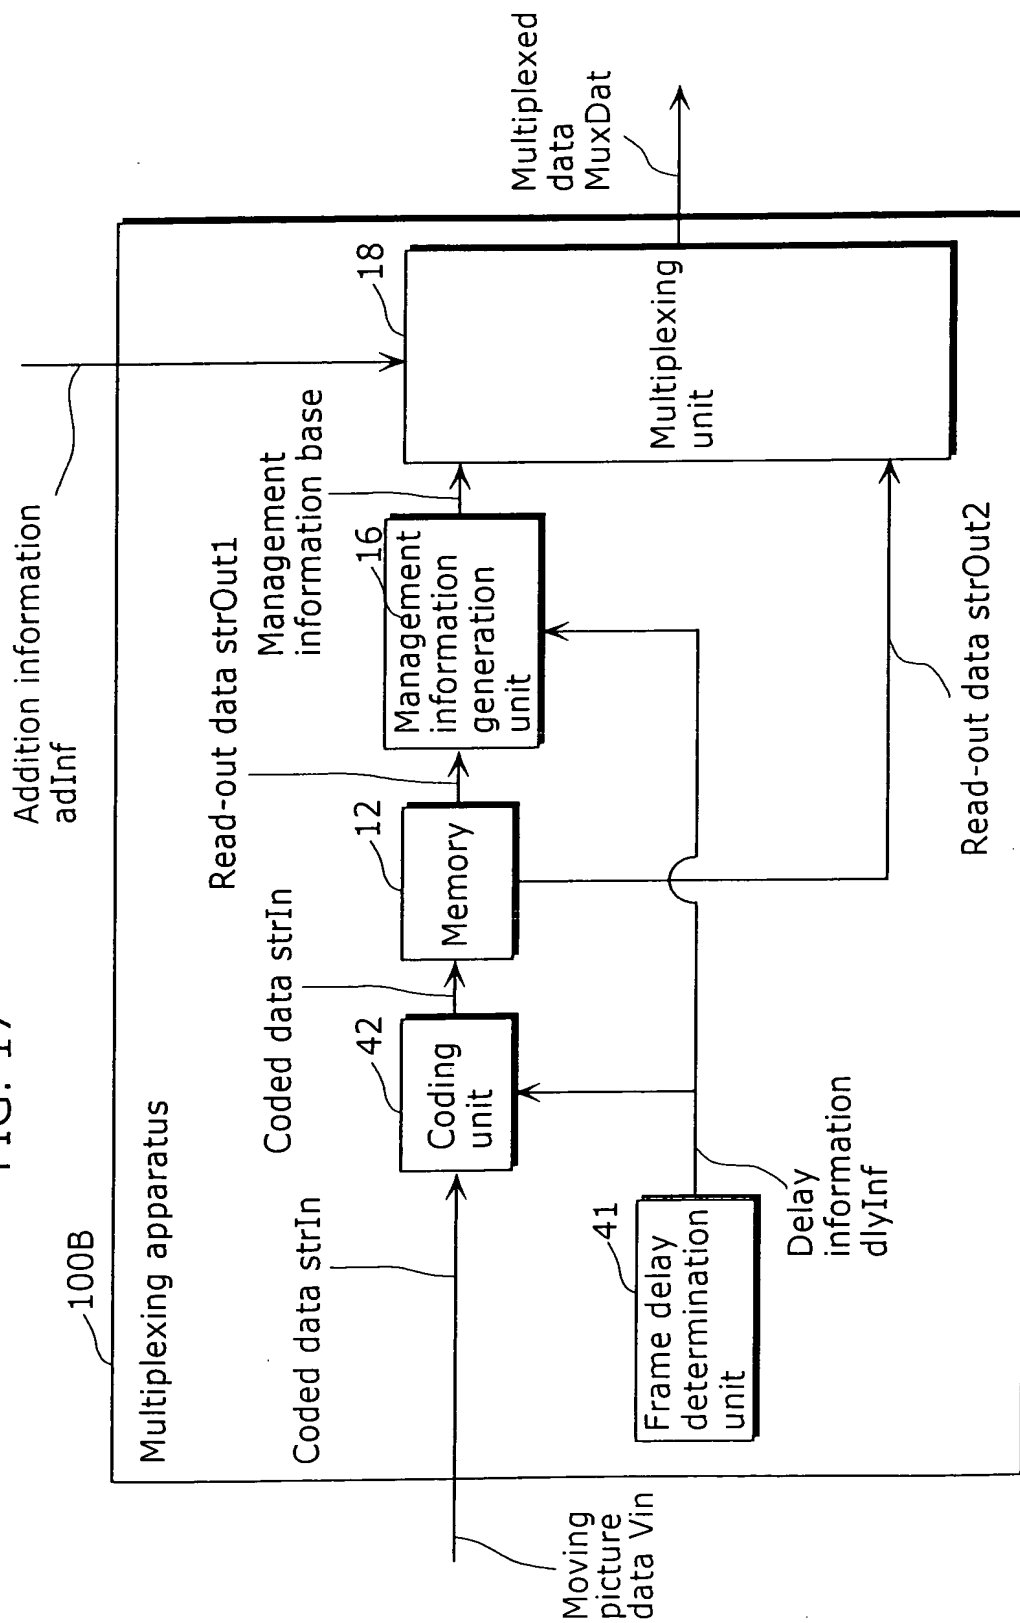 FIG. 17
100B
Multiplexing apparatus
Addition information
adInf
Moving
picture
data Vin
Coded data strIn
42
Coding
unit
Coded data strIn
12
Memory
Read-out data strOut1
16
Management
information
generation
unit
Management
information base
18
Multiplexing
unit
Multiplexed
data
MuxDat
41
Frame delay
determination
unit
Delay
information
dlyInf
Read-out data strOut2